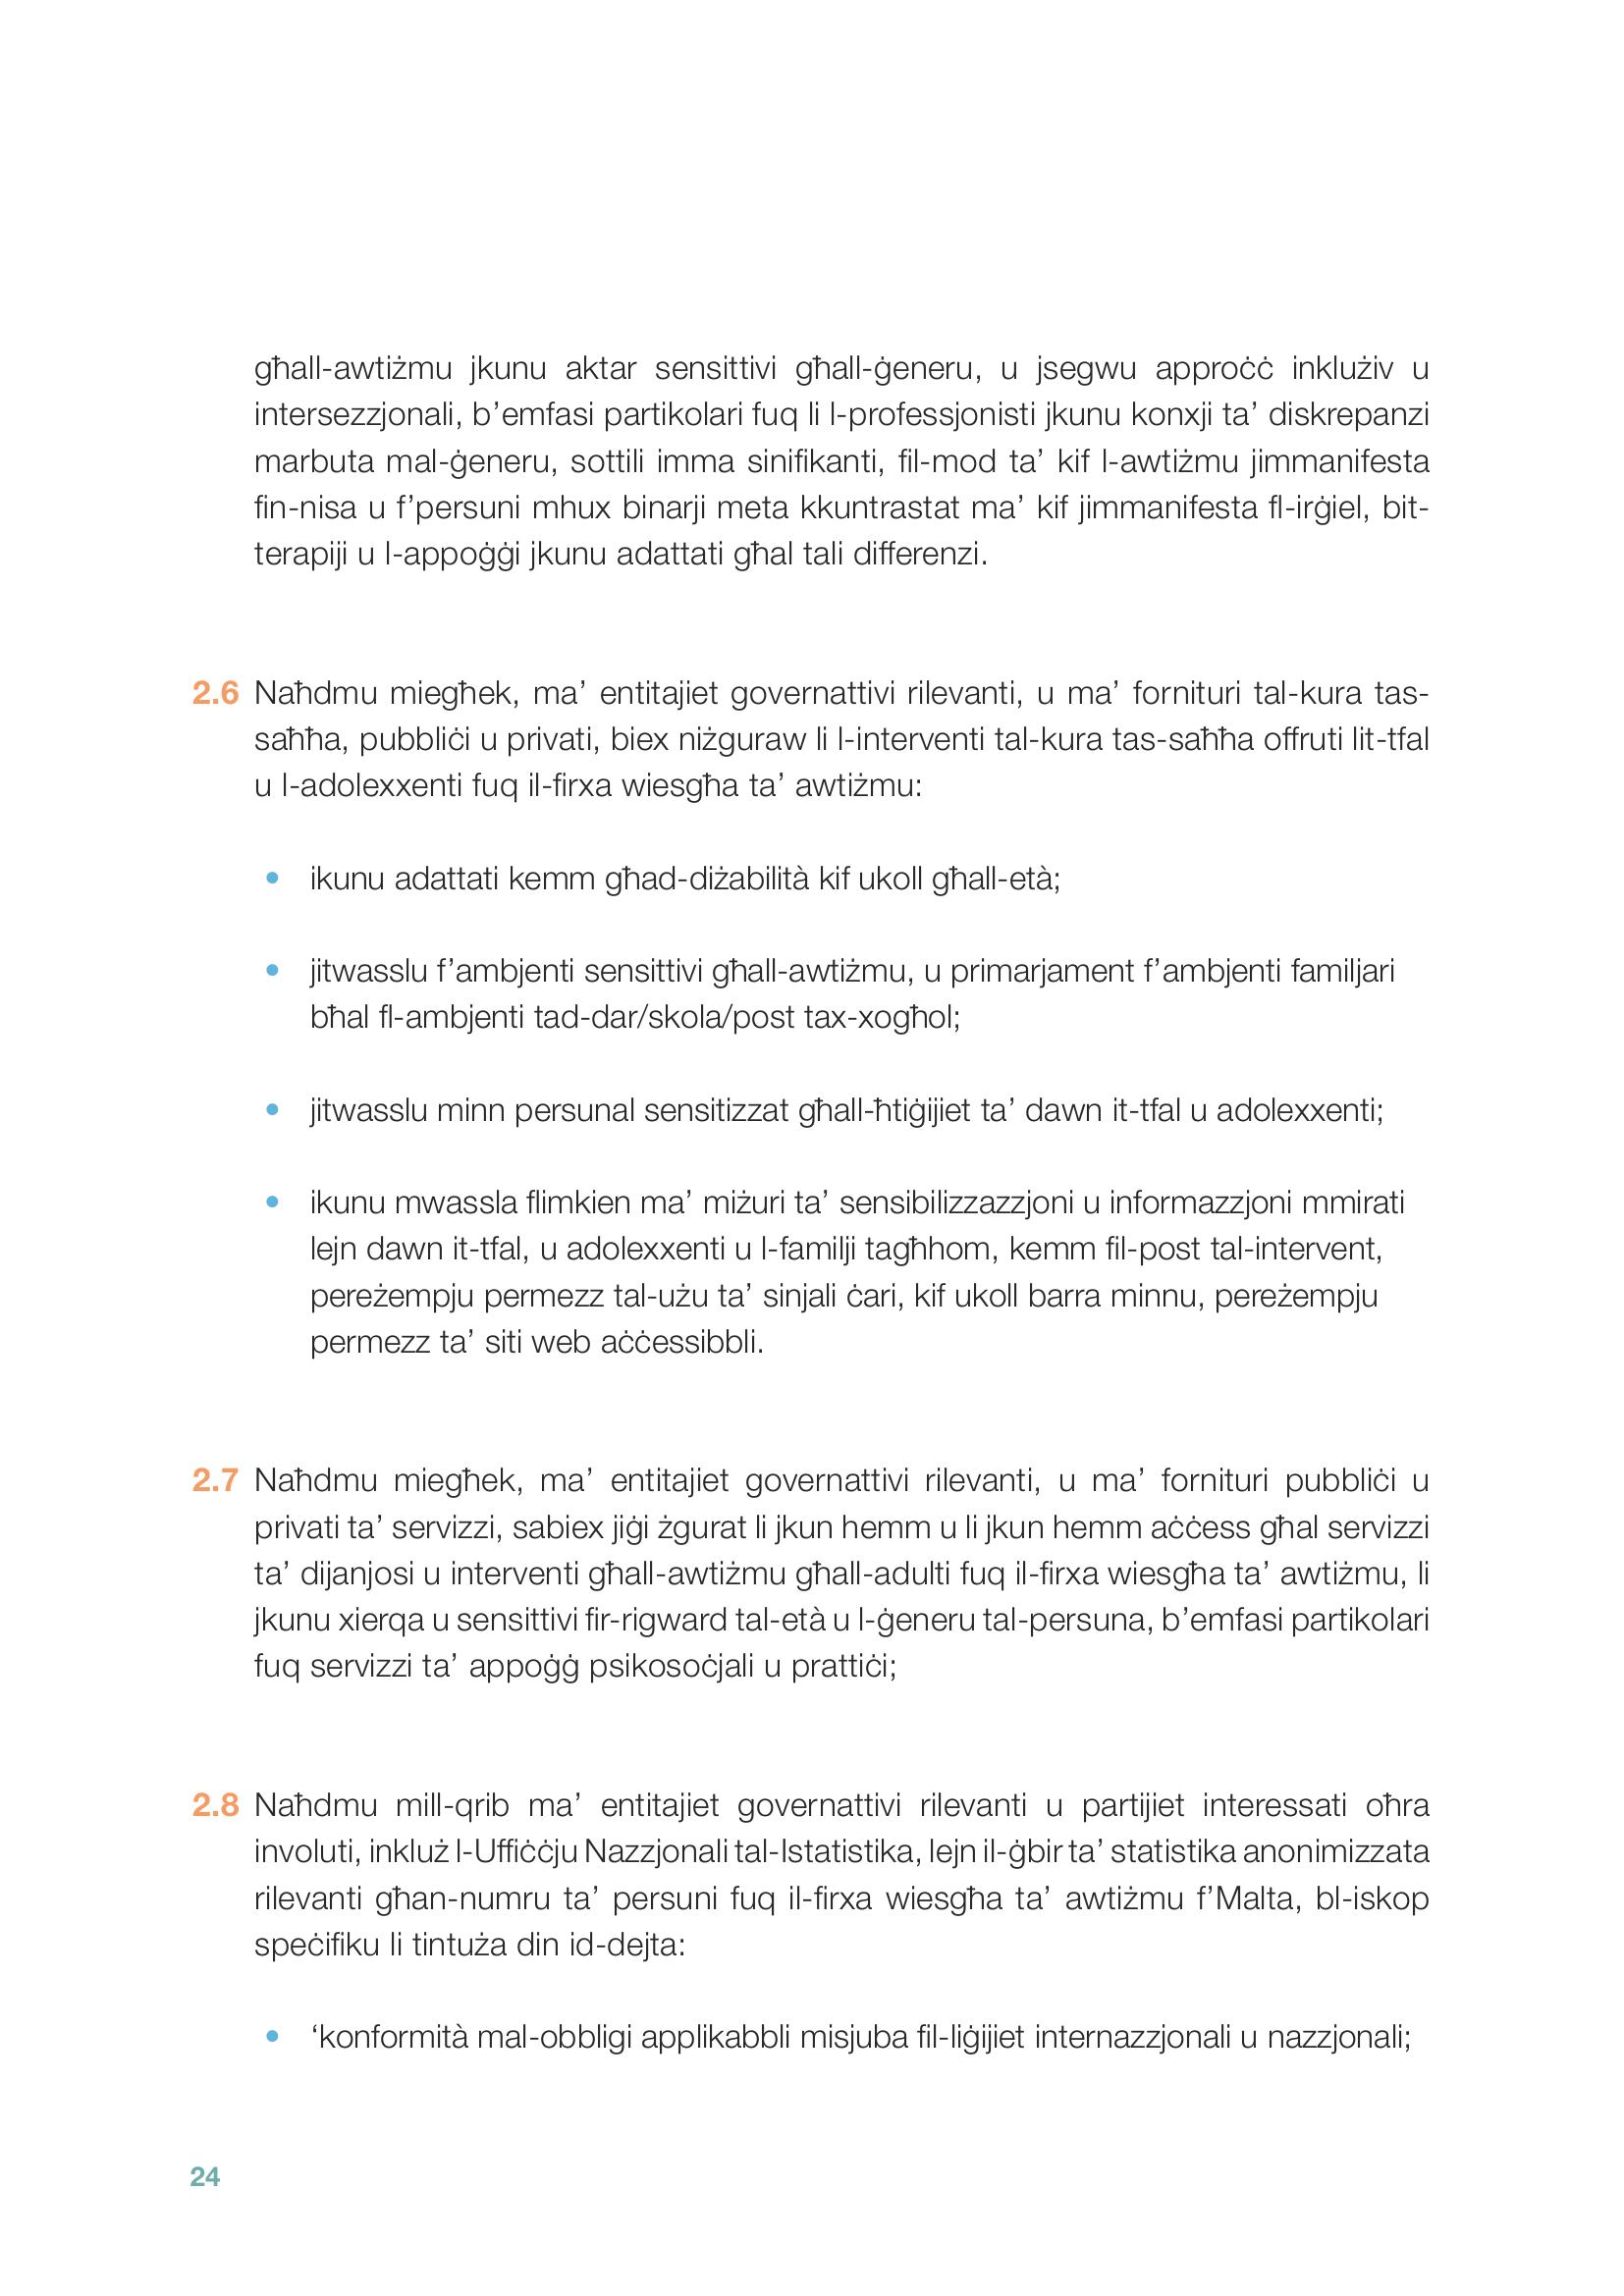 għall-awtiżmu jkunu aktar sensittivi għall-ġeneru, u jsegwu approċċ inklużiv u
intersezzjonali, b’emfasi partikolari fuq li l-professjonisti jkunu konxji ta’ diskrepanzi
marbuta mal-ġeneru, sottili imma sinifikanti, fil-mod ta’ kif l-awtiżmu jimmanifesta
fin-nisa u f’persuni mhux binarji meta kkuntrastat ma’ kif jimmanifesta fl-irġiel, bit-
terapiji u l-appoġġi jkunu adattati għal tali differenzi.
2.6 Naħdmu miegħek, ma’ entitajiet governattivi rilevanti, u ma’ fornituri tal-kura tas-
saħħa, pubbliċi u privati, biex niżguraw li l-interventi tal-kura tas-saħħa offruti lit-tfal
u l-adolexxenti fuq il-firxa wiesgħa ta’ awtiżmu:
• ikunu adattati kemm għad-diżabilità kif ukoll għall-età;
• jitwasslu f’ambjenti sensittivi għall-awtiżmu, u primarjament f’ambjenti familjari
bħal fl-ambjenti tad-dar/skola/post tax-xogħol;
• jitwasslu minn persunal sensitizzat għall-ħtiġijiet ta’ dawn it-tfal u adolexxenti;
• ikunu mwassla flimkien ma’ miżuri ta’ sensibilizzazzjoni u informazzjoni mmirati
lejn dawn it-tfal, u adolexxenti u l-familji tagħhom, kemm fil-post tal-intervent,
pereżempju permezz tal-użu ta’ sinjali ċari, kif ukoll barra minnu, pereżempju
permezz ta’ siti web aċċessibbli.
2.7 Naħdmu miegħek, ma’ entitajiet governattivi rilevanti, u ma’ fornituri pubbliċi u
privati ta’ servizzi, sabiex jiġi żgurat li jkun hemm u li jkun hemm aċċess għal servizzi
ta’ dijanjosi u interventi għall-awtiżmu għall-adulti fuq il-firxa wiesgħa ta’ awtiżmu, li
jkunu xierqa u sensittivi fir-rigward tal-età u l-ġeneru tal-persuna, b’emfasi partikolari
fuq servizzi ta’ appoġġ psikosoċjali u prattiċi;
2.8 Naħdmu mill-qrib ma’ entitajiet governattivi rilevanti u partijiet interessati oħra
involuti, inkluż l-Uffiċċju Nazzjonali tal-Istatistika, lejn il-ġbir ta’ statistika anonimizzata
rilevanti għan-numru ta’ persuni fuq il-firxa wiesgħa ta’ awtiżmu f’Malta, bl-iskop
speċifiku li tintuża din id-dejta:
• ‘konformità mal-obbligi applikabbli misjuba fil-liġijiet internazzjonali u nazzjonali;
24